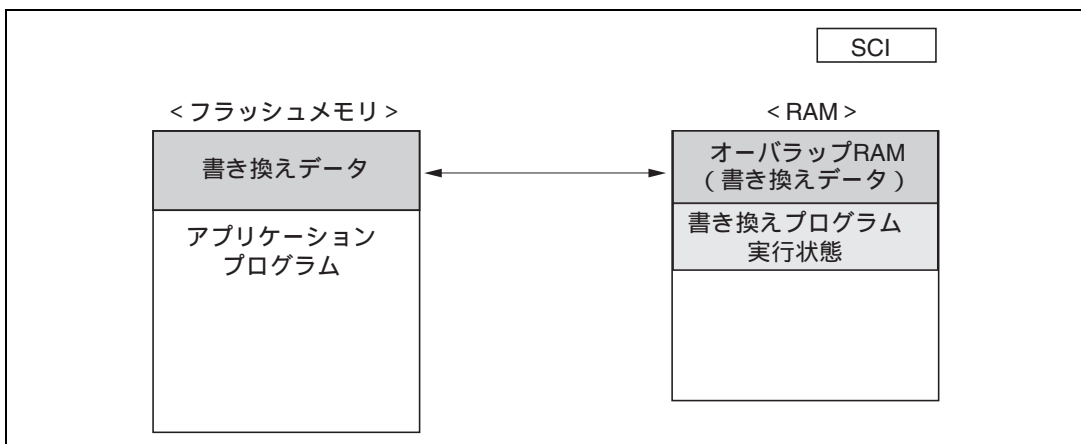 SCI
<フラッシュメモリ>
<RAM>
書き換えデータ
オーバラップRAM
(書き換えデータ)
アプリケーション
プログラム
書き換えプログラム
実行状態